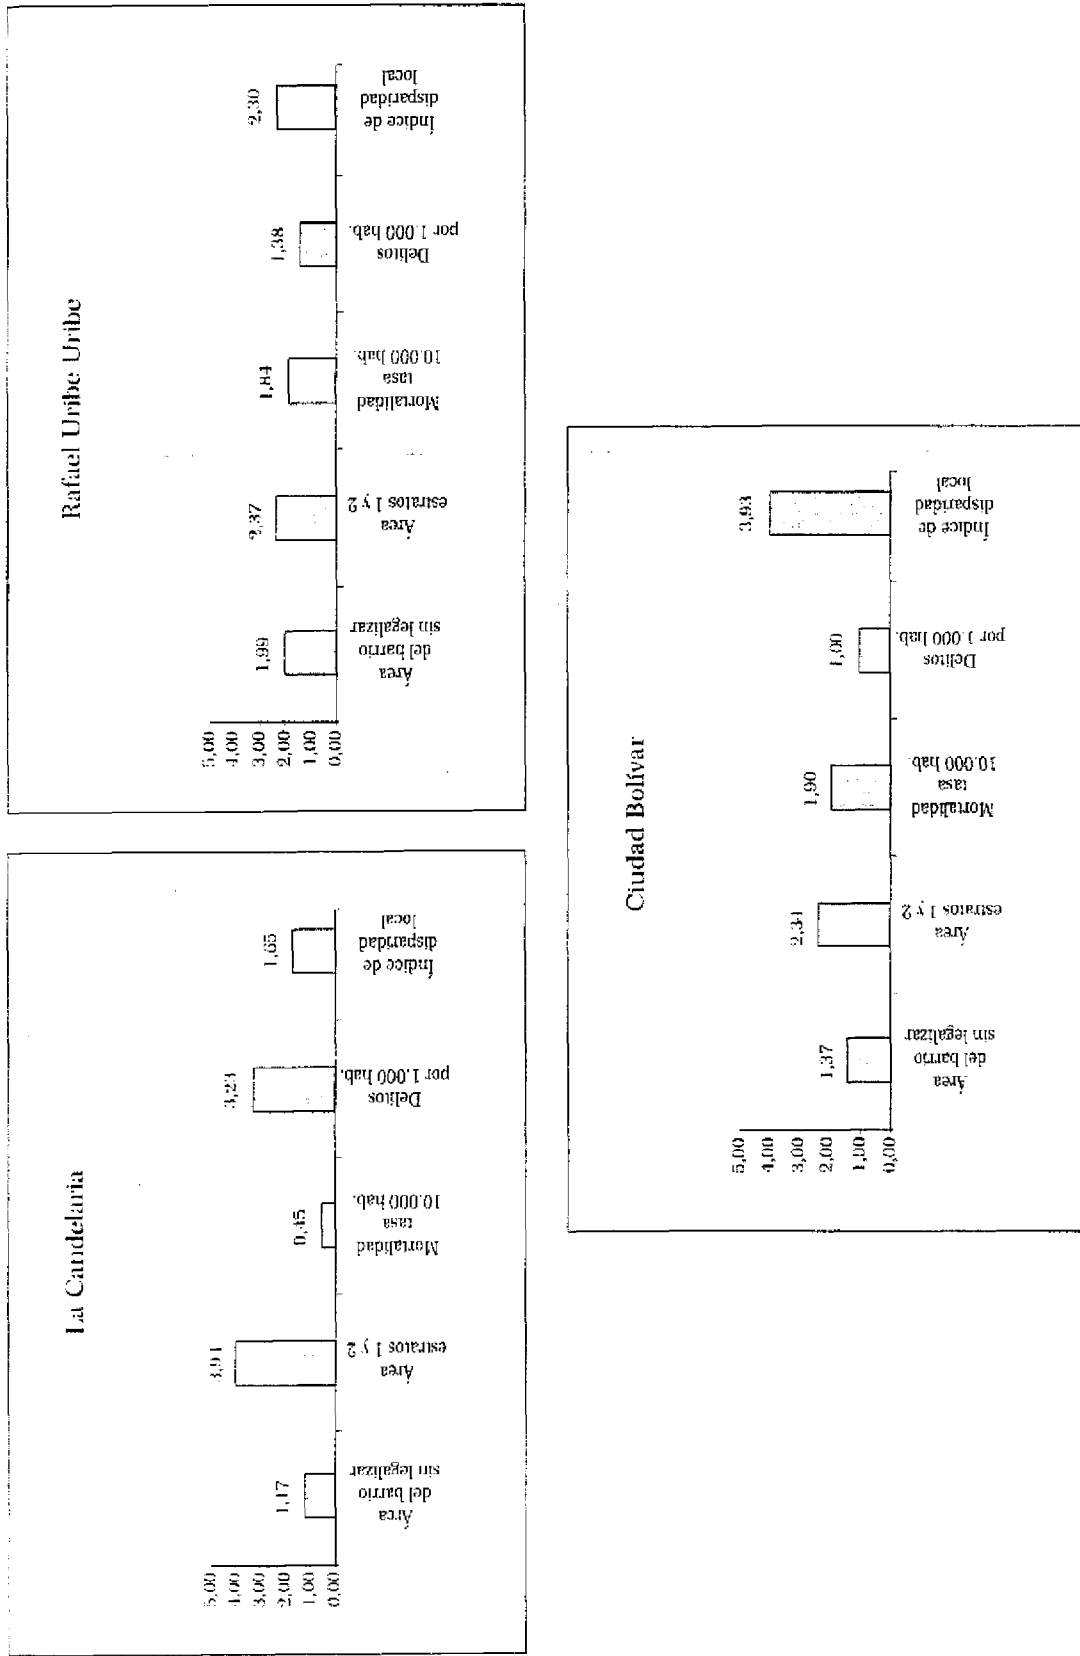 La Candelaria
5,00
4,00
3,00
2,00
1,00
0,00
1,17
3,91
0,45
3,23
1,65
Área
del barrio
sin legalizar
Área
estratos 1 y 2
Mortalidad
tasa
10.000 hab.
Delitos
por 1.000 hab.
Índice de
disparidad
local
Rafael Uribe Uribe
5,00
4,00
3,00
2,00
1,00
0,00
1,99
2,37
1,84
1,38
2,30
Área
del barrio
sin legalizar
Área
estratos 1 y 2
Mortalidad
tasa
10.000 hab.
Delitos
por 1.000 hab.
Índice de
disparidad
local
Ciudad Bolívar
5,00
4,00
3,00
2,00
1,00
0,00
1,37
2,31
1,90
1,00
3,93
Área
del barrio
sin legalizar
Área
estratos 1 y 2
Mortalidad
tasa
10.000 hab.
Delitos
por 1.000 hab.
Índice de
disparidad
local